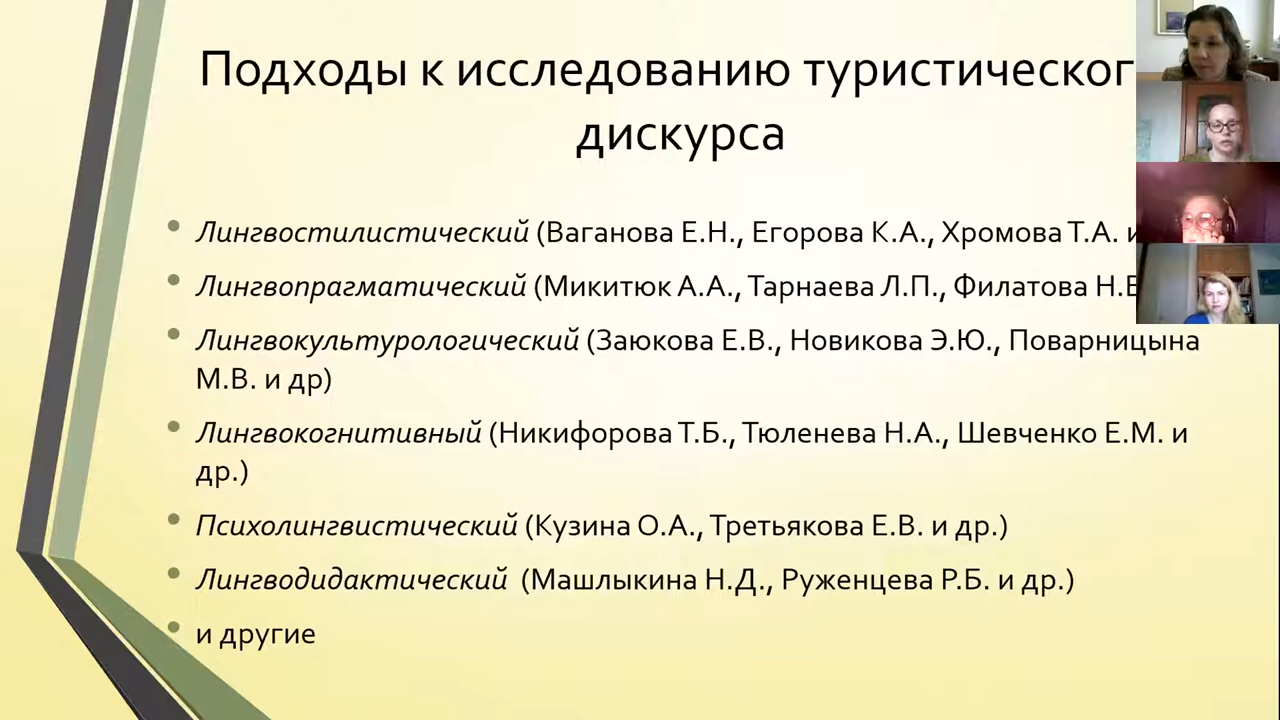 Подходы к исследованию туристическог
дискурса
• Лингвостилистический (Ваганова Е.Н., Егорова К.А., Хромова Т.А. и
• Лингвопрагматический (Микитюк А.А., Тарнаева Л.П., Филатова Н.В
• Лингвокультурологический (Заюкова Е.В., Новикова Э.Ю., Поварницына
М.В. и др)
• Лингвокогнитивный (Никифорова Т.Б., Тюленева Н.А., Шевченко Е.М. и
др.)
• Психолингвистический (Кузина О.А., Третьякова Е.В. и др.)
• Лингводидактический (Машлыкина Н.Д., Руженцева Р.Б. и др.)
• и другие